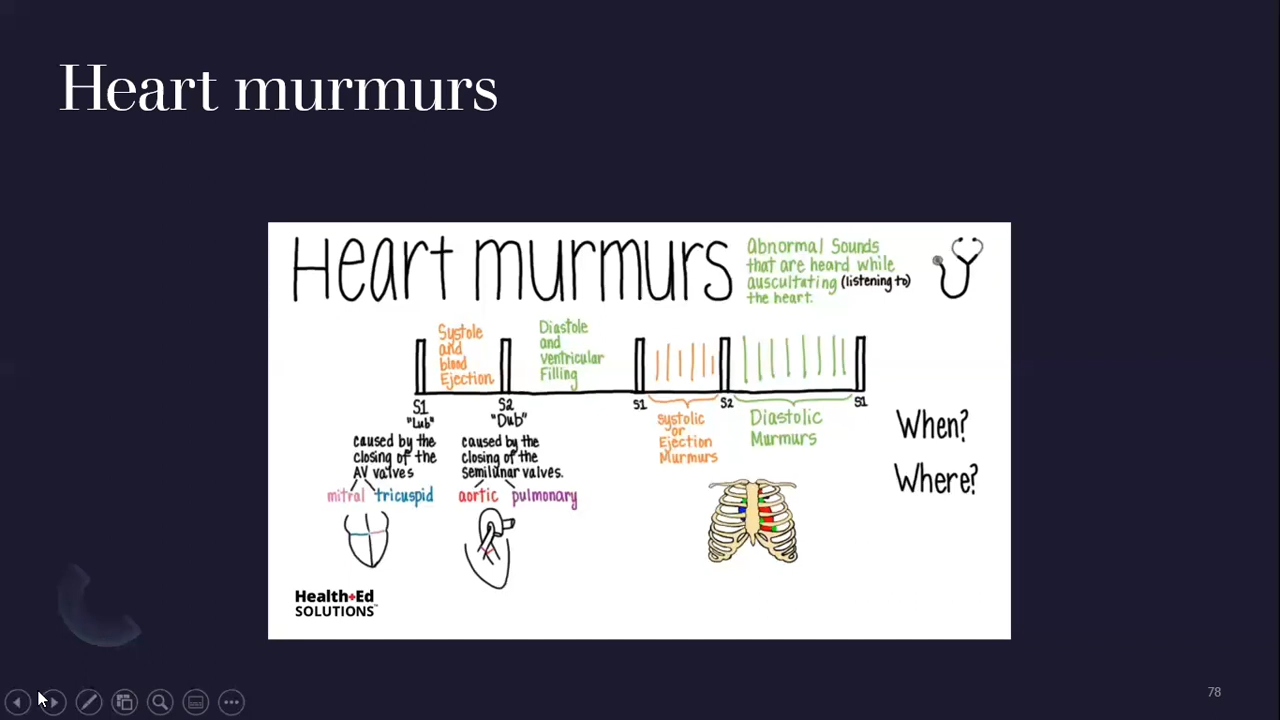 Heart murmurs
Heart murmurs
Abnormal Sounds
that are heard while
auscultating (listening to)
the heart.
Systole
and
blood
Ejection
Diastole
and
ventricular
Filling
S1
"Lub"
S2
"Dub"
S1
S2
S1
caused by the
closing of the
AV valves
mitral tricuspid
caused by the
closing of the
Semilunar valves.
aortic pulmonary
systolic
or
Ejection
Murmurs
Diastolic
Murmurs
When?
Where?
Health+Ed
SOLUTIONS™
78